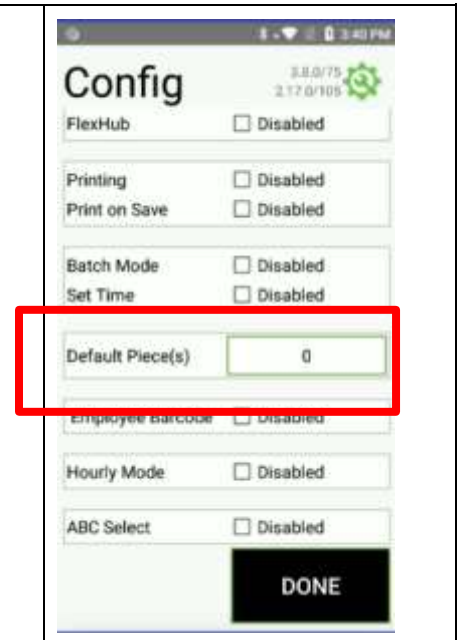 3:40 PM
Config
3.8.0/75
2.17.0/105
FlexHub Disabled
Printing Disabled
Print on Save Disabled
Batch Mode Disabled
Set Time Disabled
Default Piece(s) 0
Employee Barcode Disabled
Hourly Mode Disabled
ABC Select Disabled
DONE